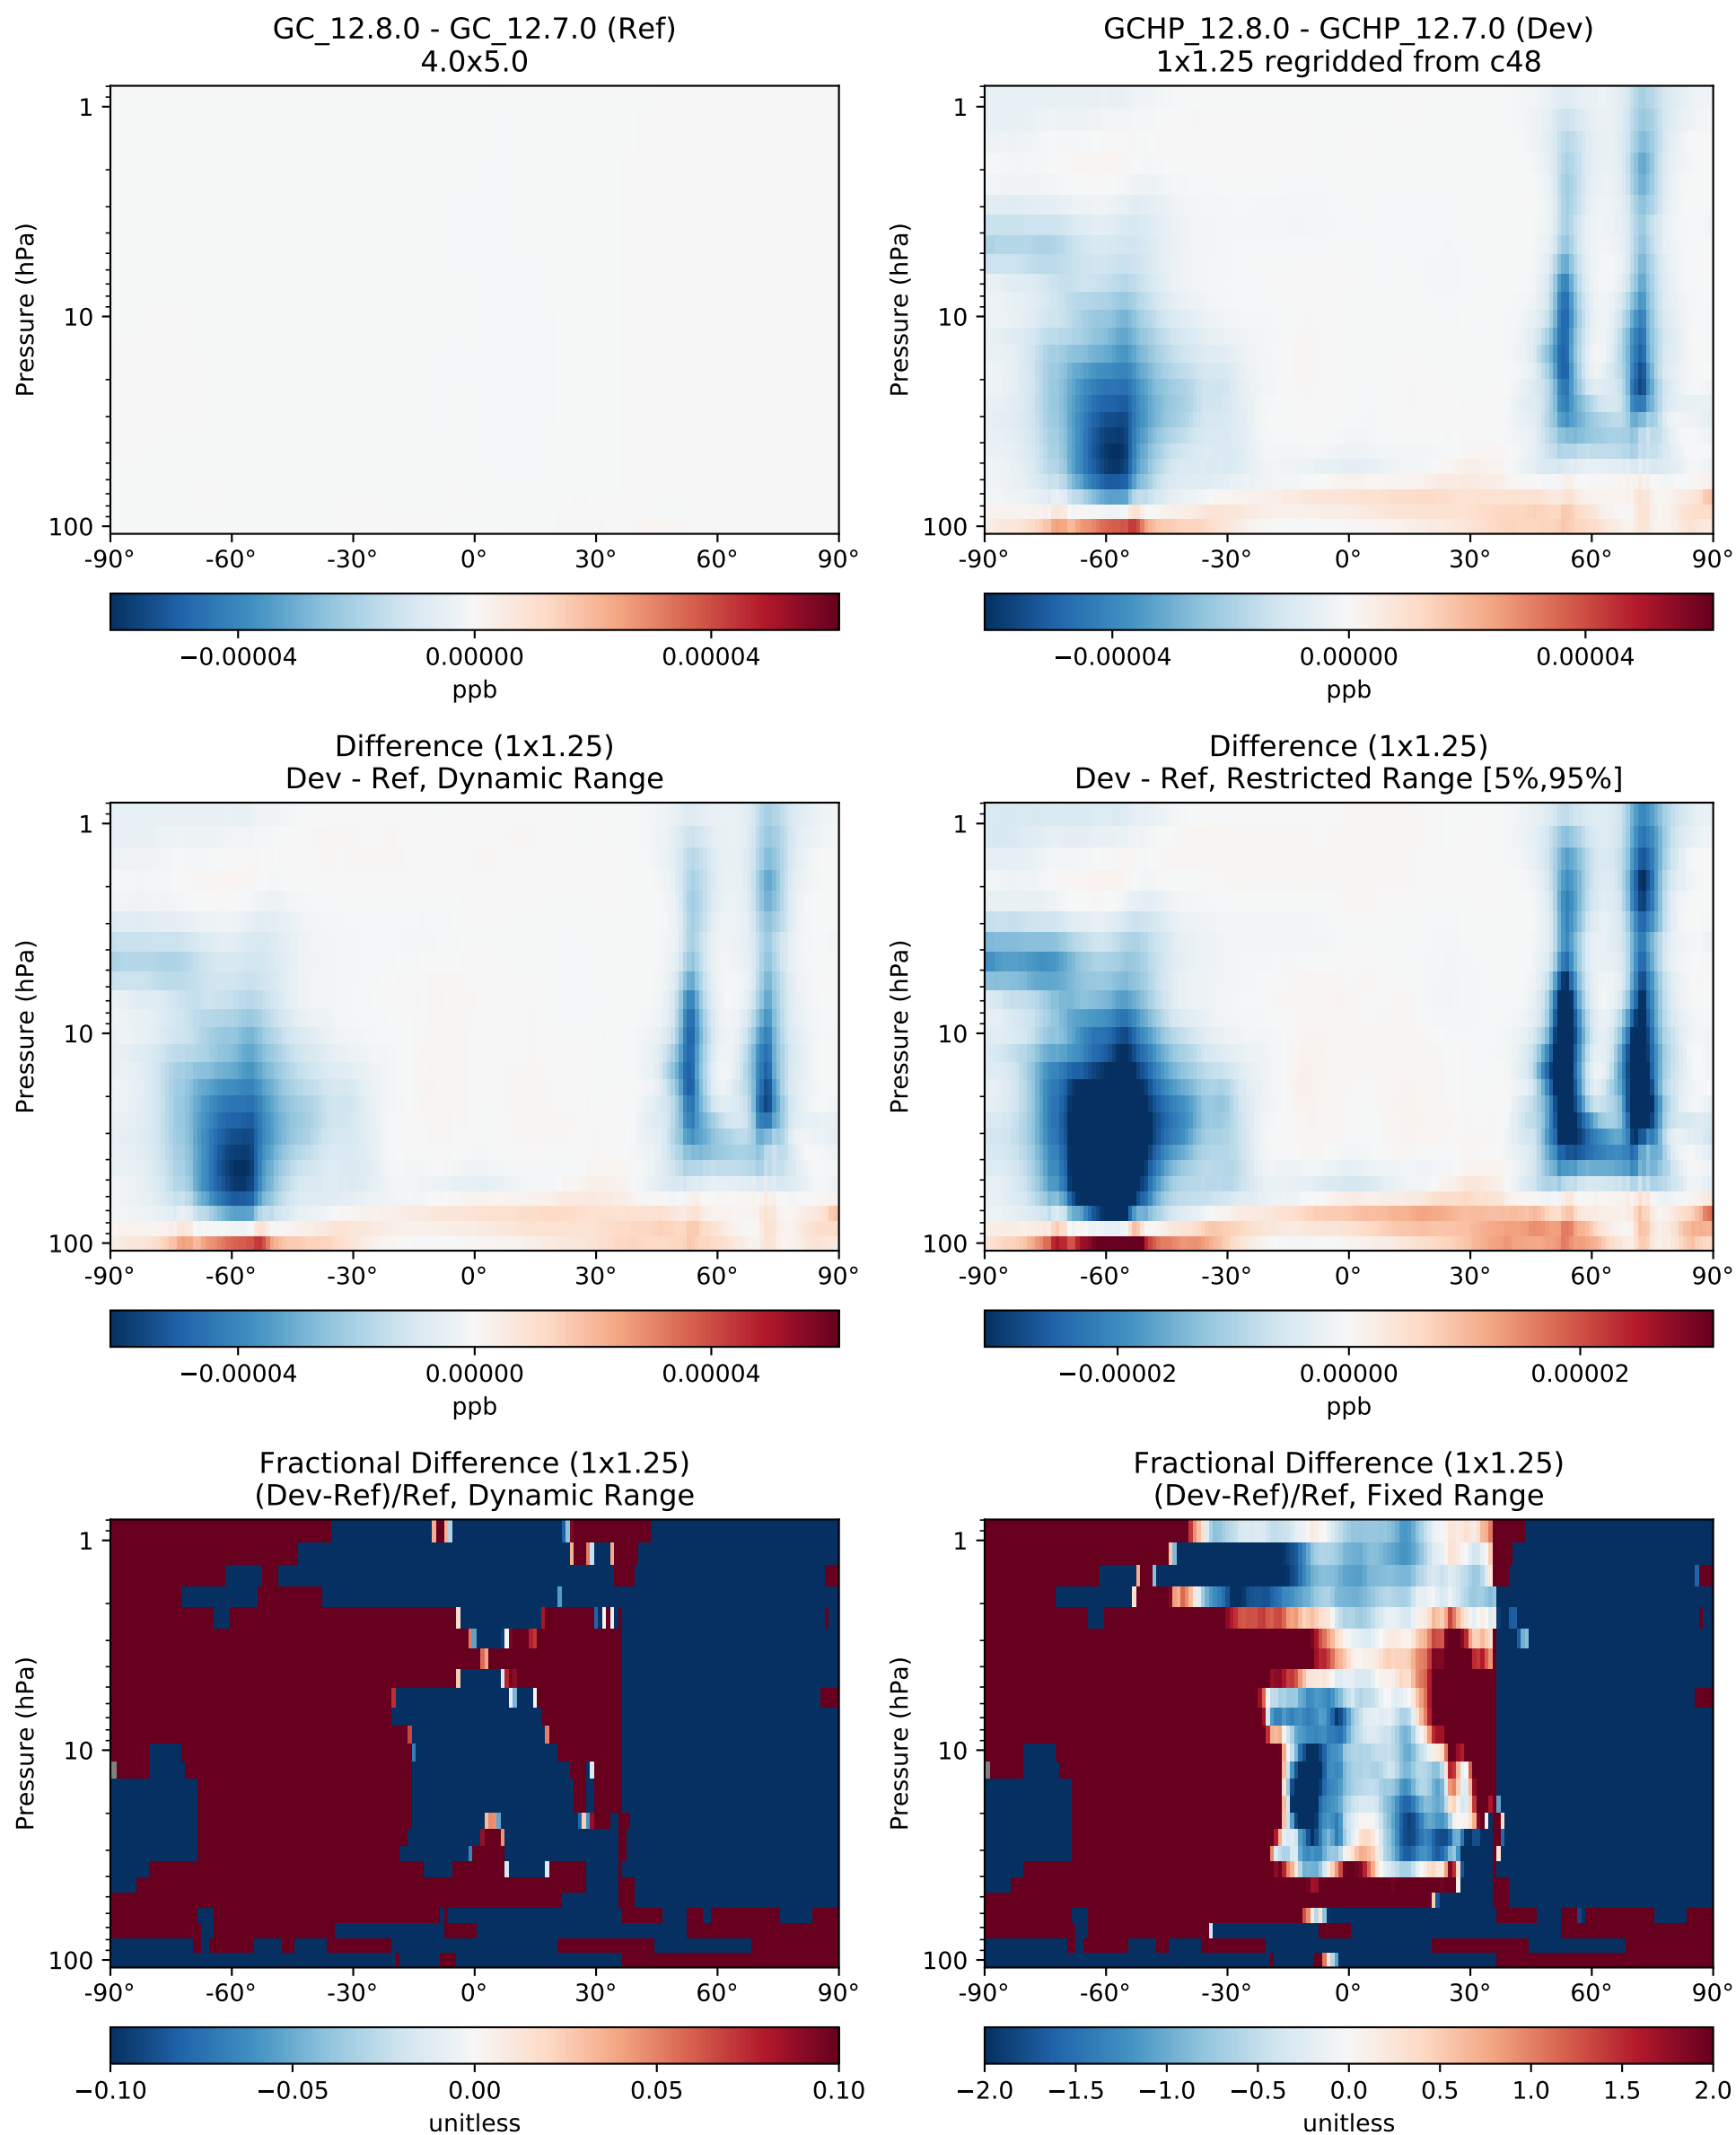 GC_12.8.0 - GC_12.7.0 (Ref)
4.0x5.0
Pressure (hPa)
1
10
100
-90° -60° -30° 0° 30° 60° 90°
−0.00004 0.00000 0.00004
ppb
GCHP_12.8.0 - GCHP_12.7.0 (Dev)
1x1.25 regridded from c48
Pressure (hPa)
1
10
100
-90° -60° -30° 0° 30° 60° 90°
−0.00004 0.00000 0.00004
ppb
Difference (1x1.25)
Dev - Ref, Dynamic Range
Pressure (hPa)
1
10
100
-90° -60° -30° 0° 30° 60° 90°
−0.00004 0.00000 0.00004
ppb
Difference (1x1.25)
Dev - Ref, Restricted Range [5%,95%]
Pressure (hPa)
1
10
100
-90° -60° -30° 0° 30° 60° 90°
−0.00002 0.00000 0.00002
ppb
Fractional Difference (1x1.25)
(Dev-Ref)/Ref, Dynamic Range
Pressure (hPa)
1
10
100
-90° -60° -30° 0° 30° 60° 90°
−0.10 −0.05 0.00 0.05 0.10
unitless
Fractional Difference (1x1.25)
(Dev-Ref)/Ref, Fixed Range
Pressure (hPa)
1
10
100
-90° -60° -30° 0° 30° 60° 90°
−2.0 −1.5 −1.0 −0.5 0.0 0.5 1.0 1.5 2.0
unitless